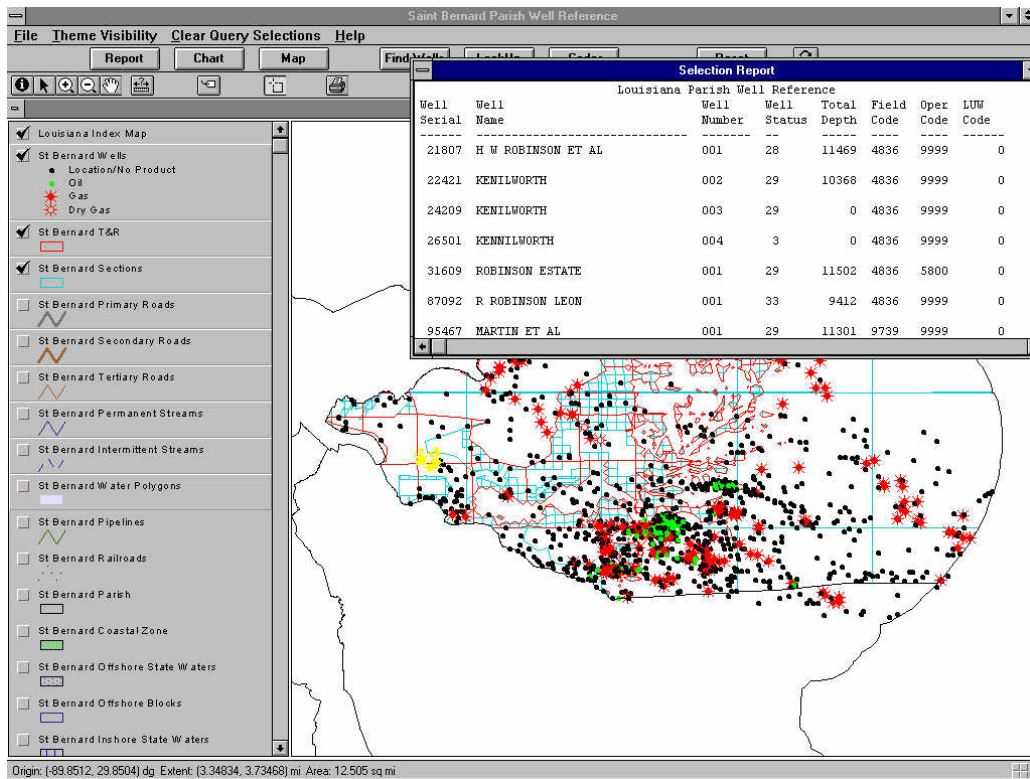 Saint Bernard Parish Well Reference
File Theme Visibility Clear Query Selections Help
Report Chart Map Find Wells LookUp Codes Reset
Selection Report
Louisiana Parish Well Reference
Well Well Well Well Total Field Oper LUW
Serial Name Number Status Depth Code Code Code
------ ------------------------------ ------- -- ----- ---- ---- ------
21807 H W ROBINSON ET AL 001 28 11469 4836 9999 0
22421 KENILWORTH 002 29 10368 4836 9999 0
24209 KENILWORTH 003 29 0 4836 9999 0
26501 KENNILWORTH 004 3 0 4836 9999 0
31609 ROBINSON ESTATE 001 29 11502 4836 5800 0
87092 R ROBINSON LEON 001 33 9412 4836 9999 0
95467 MARTIN ET AL 001 29 11301 9739 9999 0
Louisiana Index Map
St Bernard Wells
Location/No Product
Oil
Gas
Dry Gas
St Bernard T&R
St Bernard Sections
St Bernard Primary Roads
St Bernard Secondary Roads
St Bernard Tertiary Roads
St Bernard Permanent Streams
St Bernard Intermittent Streams
St Bernard Water Polygons
St Bernard Pipelines
St Bernard Railroads
St Bernard Parish
St Bernard Coastal Zone
St Bernard Offshore State Waters
St Bernard Offshore Blocks
St Bernard Inshore State Waters
Origin: (-89.8512, 29.8504) dg Extent: (3.34834, 3.73468) mi Area: 12.505 sq mi